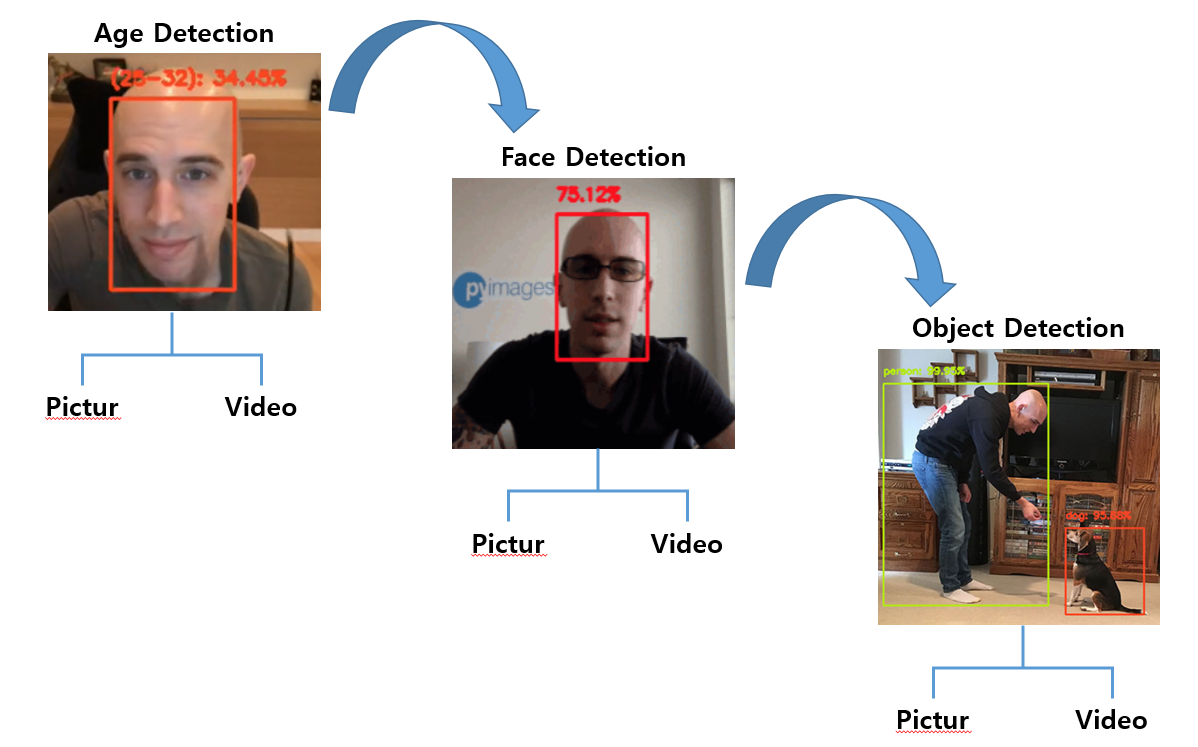 Age Detection
(25-32): 34.45%
Pictur
Video
Face Detection
75.12%
pyimages
Pictur
Video
Object Detection
person: 99.95%
dog: 95.68%
Pictur
Video